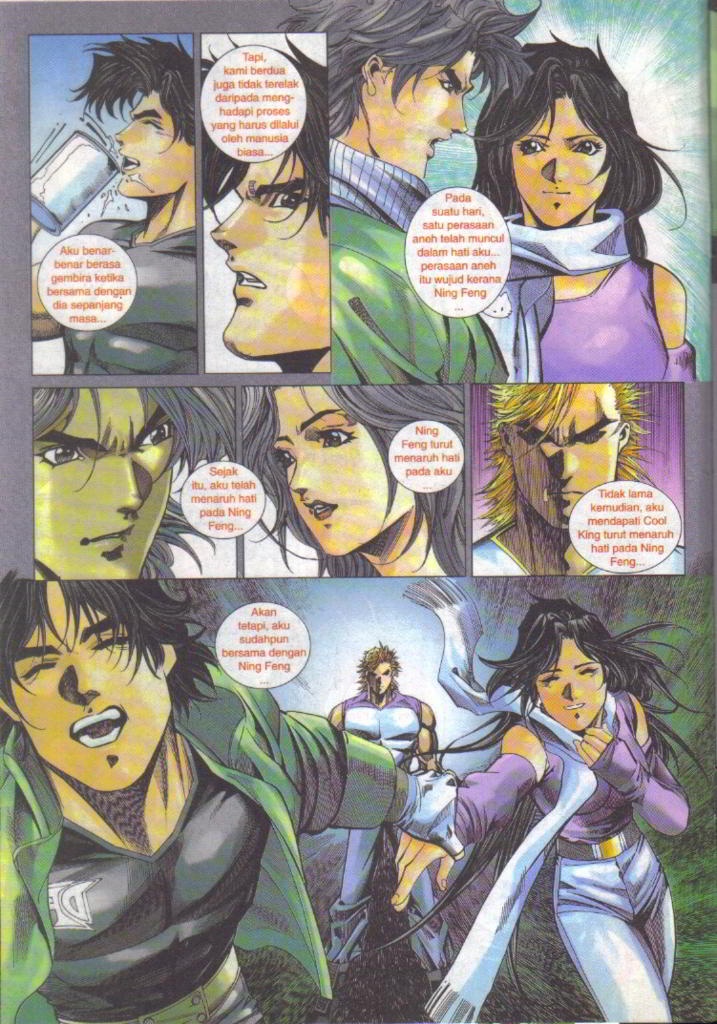 Aku benar-
benar berasa
gembira ketika
bersama dengan
dia sepanjang
masa...
Tapi,
kami berdua
juga tidak terelak
daripada meng-
hadapi proses
yang harus dilalui
oleh manusia
biasa...
Pada
suatu hari,
satu perasaan
aneh telah muncul
dalam hati aku...
perasaan aneh
itu wujud kerana
Ning Feng
...
Sejak
itu, aku telah
menaruh hati
pada Ning
Feng...
Ning
Feng turut
menaruh hati
pada aku
...
Tidak lama
kemudian, aku
mendapati Cool
King turut menaruh
hati pada Ning
Feng...
Akan
tetapi, aku
sudahpun
bersama dengan
Ning Feng
...